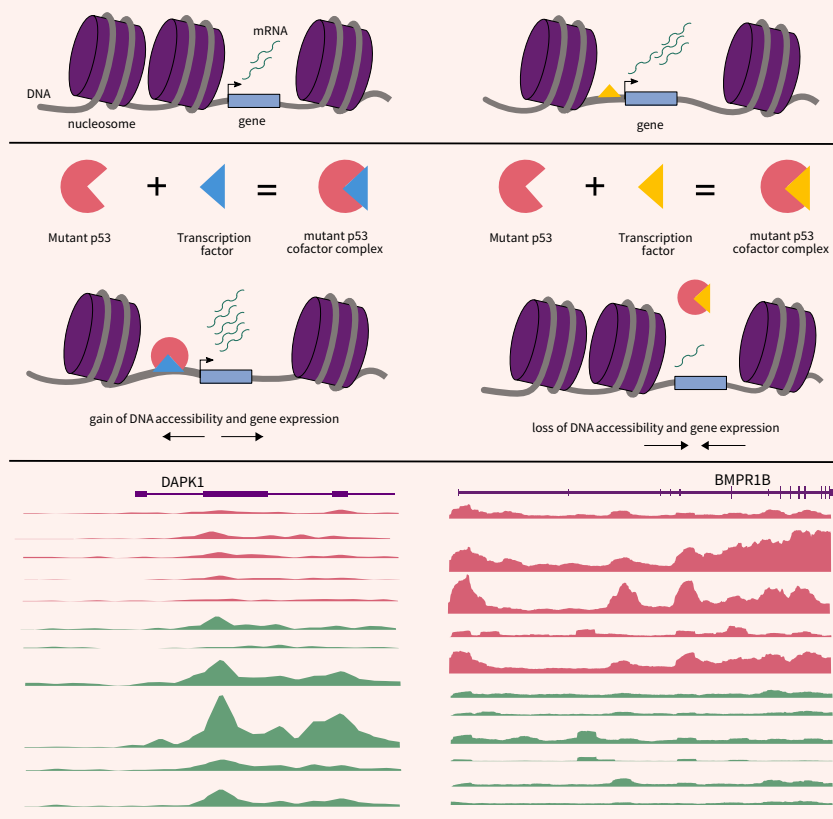 mRNA
DNA
nucleosome
gene
gene
+
=
+
=
Mutant p53
Transcription
factor
mutant p53
cofactor complex
Mutant p53
Transcription
factor
mutant p53
cofactor complex
gain of DNA accessibility and gene expression
loss of DNA accessibility and gene expression
DAPK1
BMPR1B